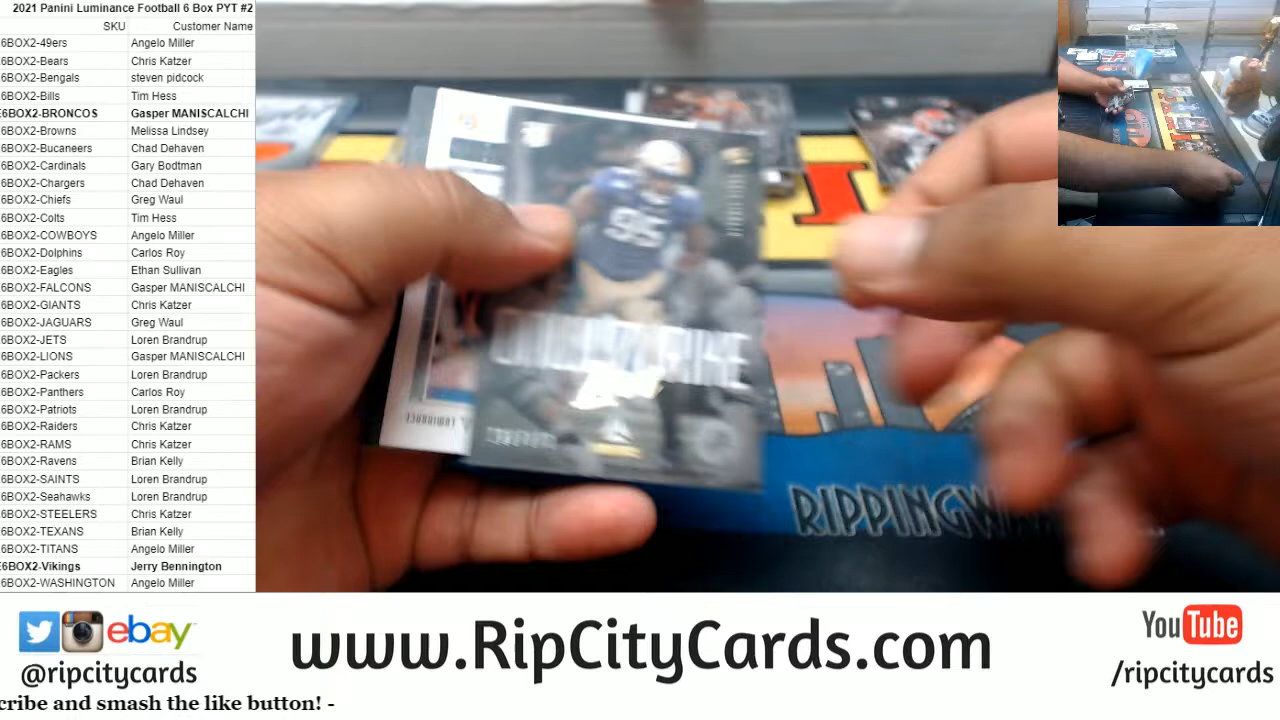 2021 Panini Luminance Football 6 Box PYT #2
SKU Customer Name
6BOX2-49ers Angelo Miller
6BOX2-Bears Chris Katzer
6BOX2-Bengals steven pidcock
6BOX2-Bills Tim Hess
6BOX2-BRONCOS Gasper MANISCALCHI
6BOX2-Browns Melissa Lindsey
6BOX2-Bucaneers Chad Dehaven
6BOX2-Cardinals Gary Bodtman
6BOX2-Chargers Chad Dehaven
6BOX2-Chiefs Greg Waul
6BOX2-Colts Tim Hess
6BOX2-COWBOYS Angelo Miller
6BOX2-Dolphins Carlos Roy
6BOX2-Eagles Ethan Sullivan
6BOX2-FALCONS Gasper MANISCALCHI
6BOX2-GIANTS Chris Katzer
6BOX2-JAGUARS Greg Waul
6BOX2-JETS Loren Brandrup
6BOX2-LIONS Gasper MANISCALCHI
6BOX2-Packers Loren Brandrup
6BOX2-Panthers Carlos Roy
6BOX2-Patriots Loren Brandrup
6BOX2-Raiders Chris Katzer
6BOX2-RAMS Chris Katzer
6BOX2-Ravens Brian Kelly
6BOX2-SAINTS Loren Brandrup
6BOX2-Seahawks Loren Brandrup
6BOX2-STEELERS Chris Katzer
6BOX2-TEXANS Brian Kelly
6BOX2-TITANS Angelo Miller
6BOX2-Vikings Jerry Bennington
6BOX2-WASHINGTON Angelo Miller
95
LUMINANCE
RIPPINGW
ebay
@ripcitycards
www.RipCityCards.com
YouTube
/ripcitycards
cribe and smash the like button! -